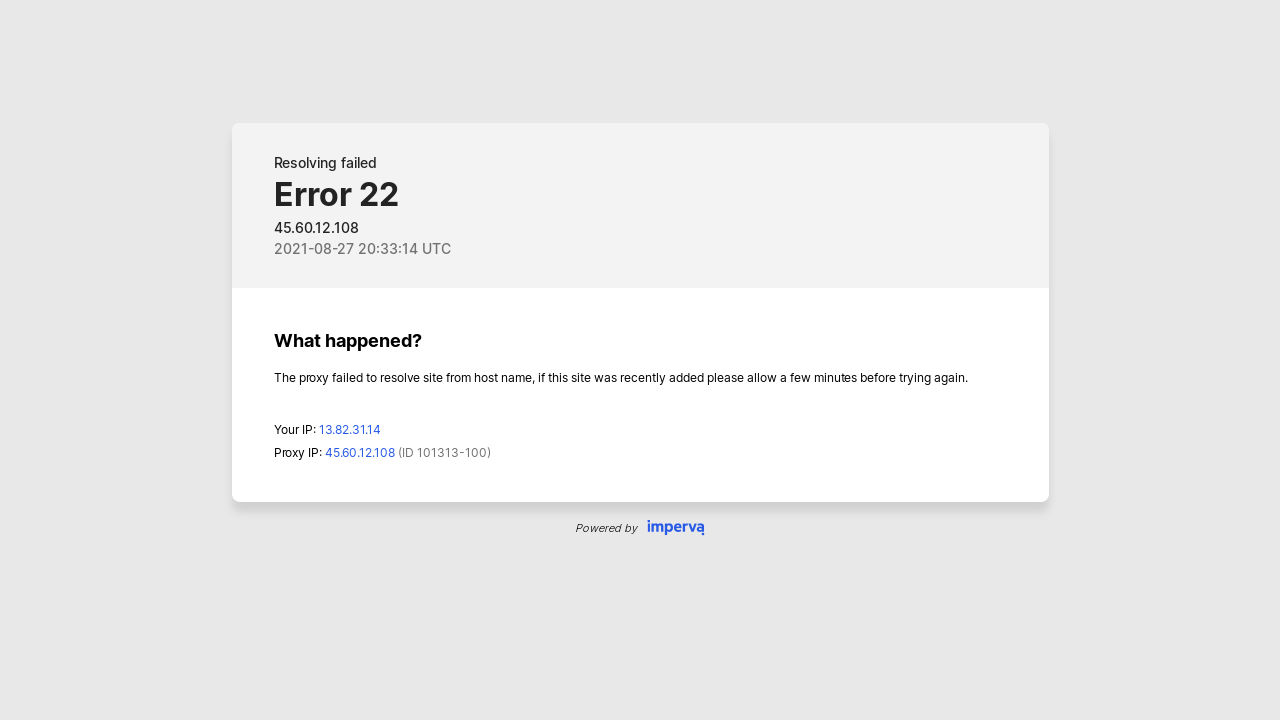 Resolving failed
Error 22
45.60.12.108
2021-08-27 20:33:14 UTC
What happened?
The proxy failed to resolve site from host name, if this site was recently added please allow a few minutes before trying again.
Your IP: 13.82.31.14
Proxy IP: 45.60.12.108 (ID 101313-100)
Powered by imperva